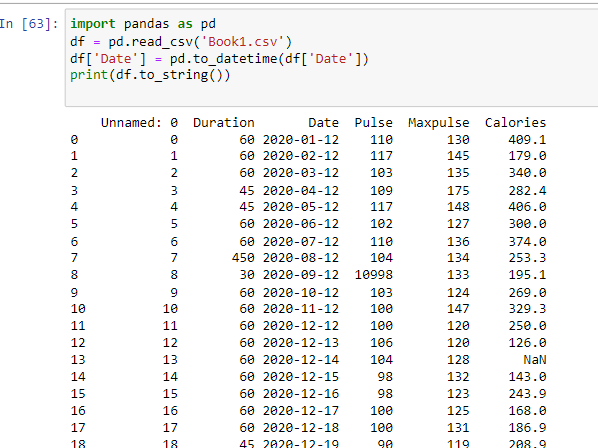 In [63]: import pandas as pd
df = pd.read_csv('Book1.csv')
df['Date'] = pd.to_datetime(df['Date'])
print(df.to_string())
Unnamed: 0 Duration Date Pulse Maxpulse Calories
0 0 60 2020-01-12 110 130 409.1
1 1 60 2020-02-12 117 145 179.0
2 2 60 2020-03-12 103 135 340.0
3 3 45 2020-04-12 109 175 282.4
4 4 45 2020-05-12 117 148 406.0
5 5 60 2020-06-12 102 127 300.0
6 6 60 2020-07-12 110 136 374.0
7 7 450 2020-08-12 104 134 253.3
8 8 30 2020-09-12 10998 133 195.1
9 9 60 2020-10-12 103 124 269.0
10 10 60 2020-11-12 100 147 329.3
11 11 60 2020-12-12 100 120 250.0
12 12 60 2020-12-13 106 120 126.0
13 13 60 2020-12-14 104 128 NaN
14 14 60 2020-12-15 98 132 143.0
15 15 60 2020-12-16 98 123 243.9
16 16 60 2020-12-17 100 125 168.0
17 17 60 2020-12-18 100 131 186.9
18 18 45 2020-12-19 90 119 208.9